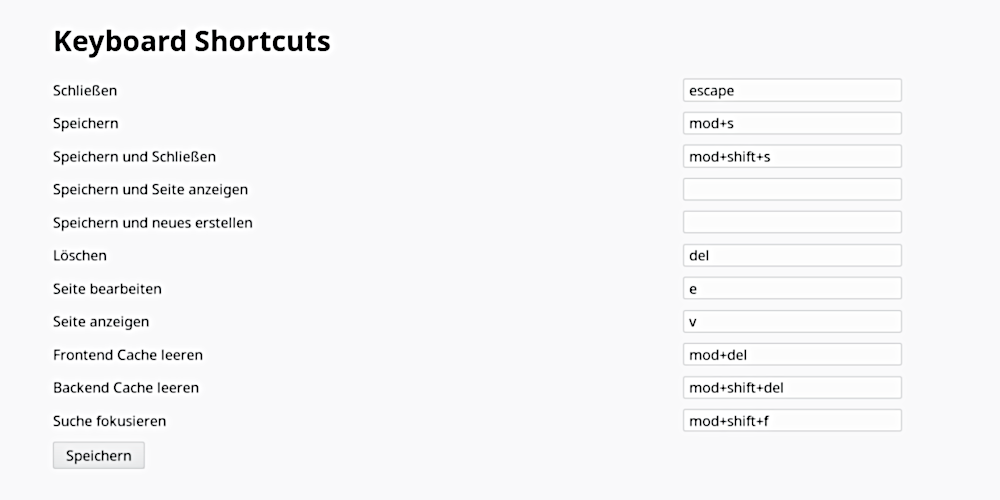 Keyboard Shortcuts
Schließen escape
Speichern mod+s
Speichern und Schließen mod+shift+s
Speichern und Seite anzeigen
Speichern und neues erstellen
Löschen del
Seite bearbeiten e
Seite anzeigen v
Frontend Cache leeren mod+del
Backend Cache leeren mod+shift+del
Suche fokusieren mod+shift+f
Speichern